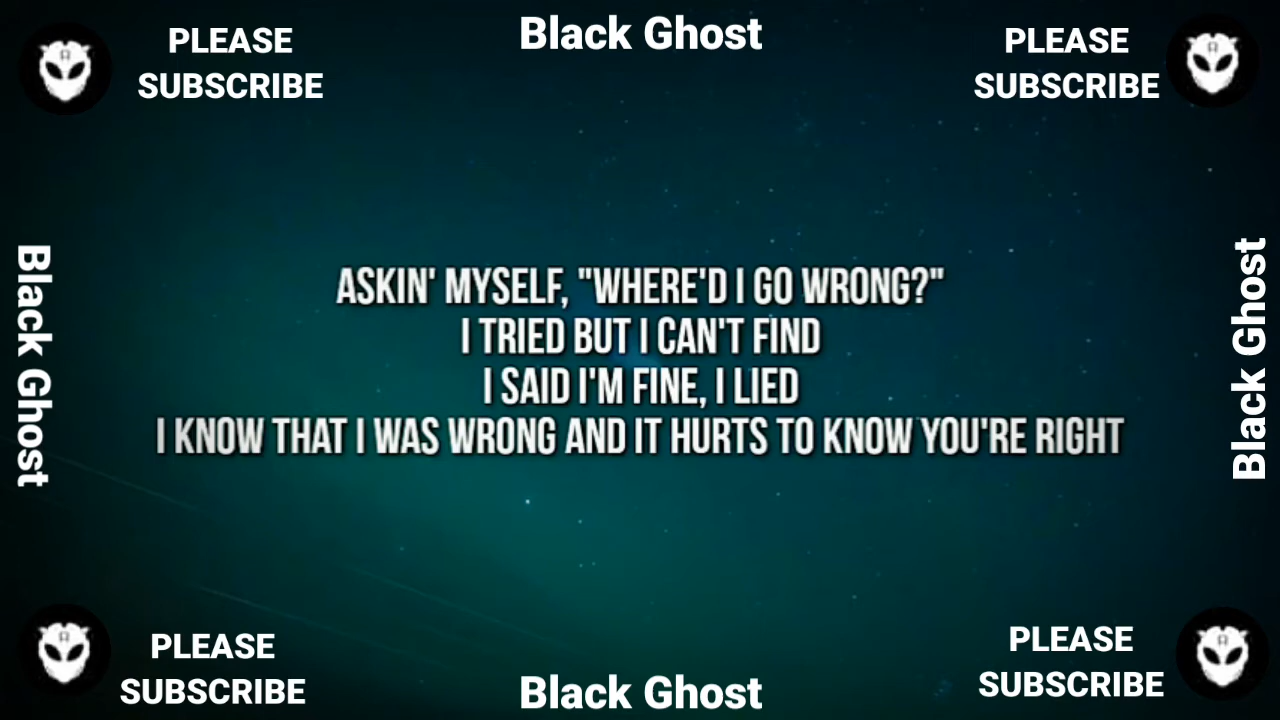 Black Ghost
PLEASE
SUBSCRIBE
PLEASE
SUBSCRIBE
Black Ghost
ASKIN' MYSELF, "WHERE'D I GO WRONG?"
I TRIED BUT I CAN'T FIND
I SAID I'M FINE, I LIED
I KNOW THAT I WAS WRONG AND IT HURTS TO KNOW YOU'RE RIGHT
Black Ghost
PLEASE
SUBSCRIBE
PLEASE
SUBSCRIBE
Black Ghost